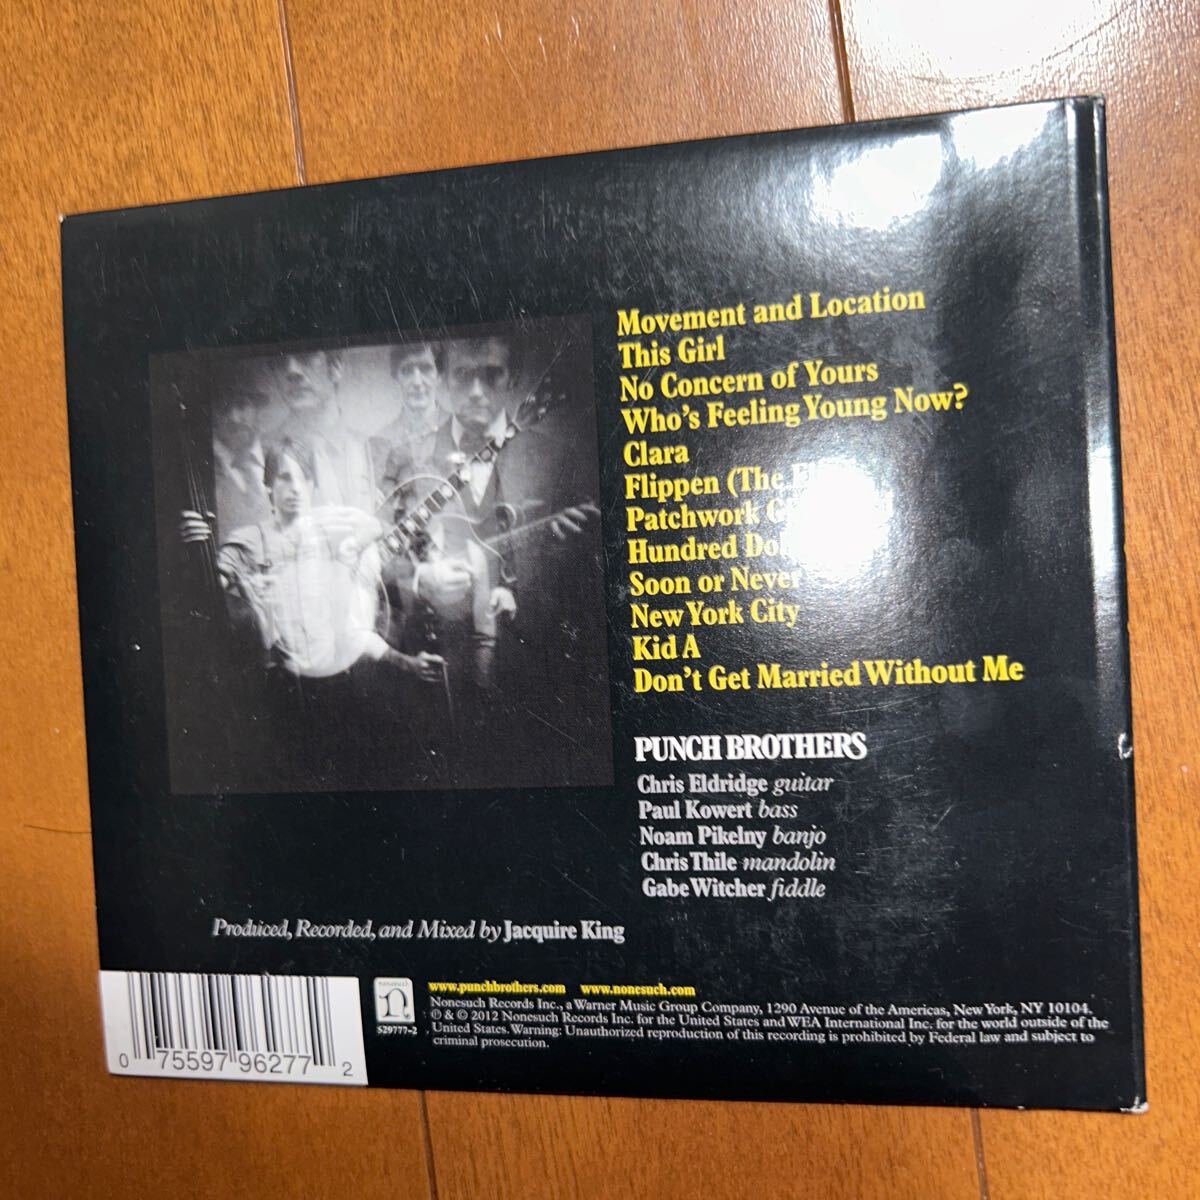 Movement and Location
This Girl
No Concern of Yours
Who's Feeling Young Now?
Clara
Flippen (The
Patchwork
Hundred
Soon or Never
New York City
Kid A
Don't Get Married Without Me
PUNCH BROTHERS
Chris Eldridge guitar
Paul Kowert bass
Noam Pikelny banjo
Chris Thile mandolin
Gabe Witcher fiddle
Produced, Recorded, and Mixed by Jacquire King
www.punchbrothers.com www.nonesuch.com
Nonesuch Records Inc., a Warner Music Group Company, 1290 Avenue of the Americas, New York, NY 10104.
℗ & © 2012 Nonesuch Records Inc. for the United States and WEA International Inc. for the world outside of the
United States. Warning: Unauthorized reproduction of this recording is prohibited by Federal law and subject to
criminal prosecution.
nonesuch
n
529777-2
0 75597 96277 2